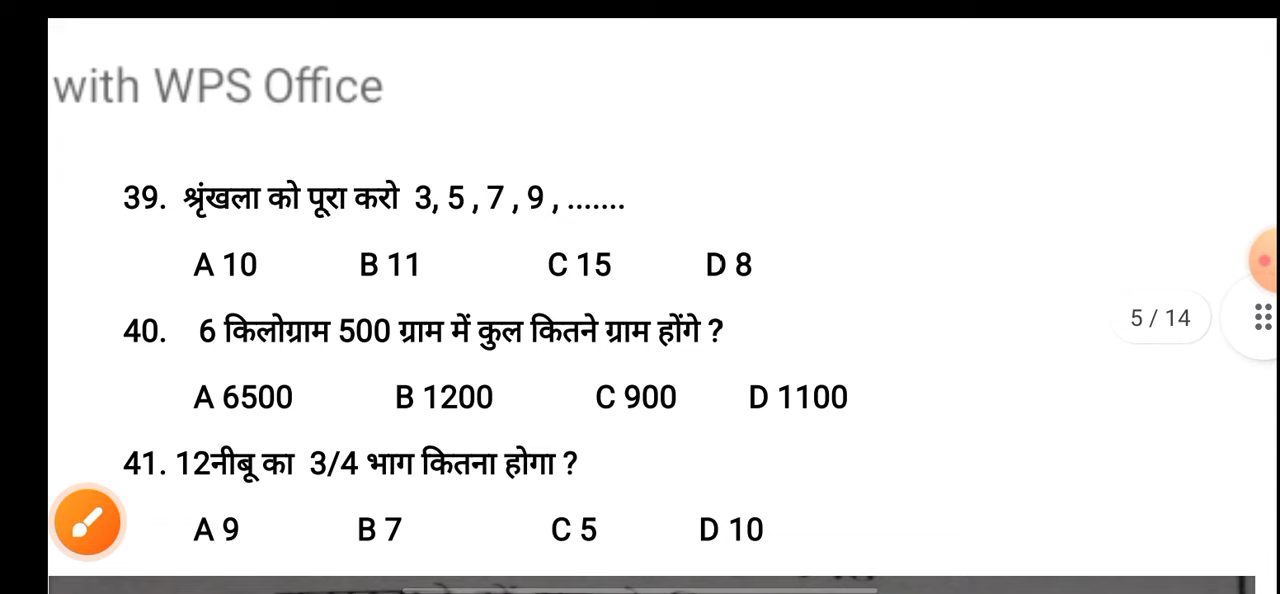 with WPS Office
39. श्रृंखला को पूरा करो 3, 5 , 7 , 9 , .......
A 10 B 11 C 15 D 8
40. 6 किलोग्राम 500 ग्राम में कुल कितने ग्राम होंगे ?
5 / 14
A 6500 B 1200 C 900 D 1100
41. 12नीबू का 3/4 भाग कितना होगा ?
A 9 B 7 C 5 D 10